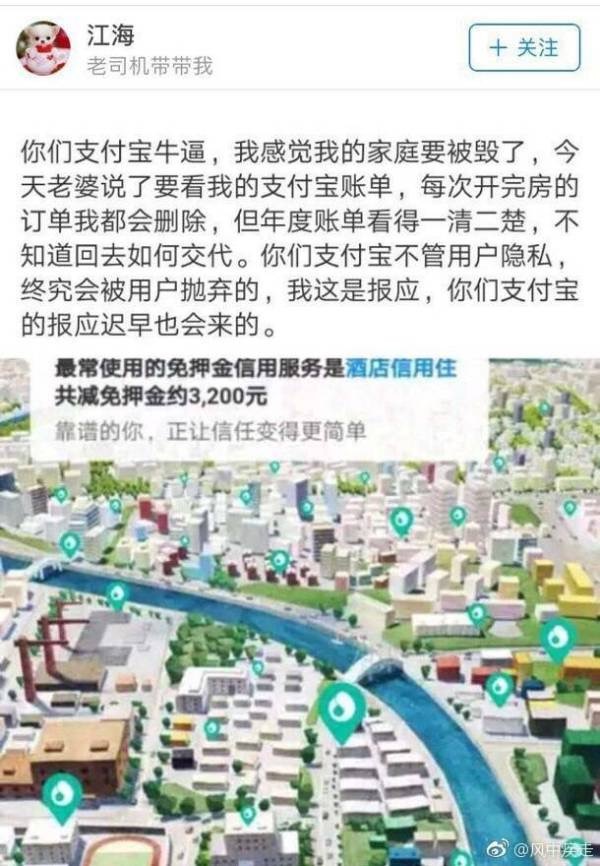 江海
老司机带带我
+ 关注
你们支付宝牛逼，我感觉我的家庭要被毁了，今
天老婆说了要看我的支付宝账单，每次开完房的
订单我都会删除，但年度账单看得一清二楚，不
知道回去如何交代。你们支付宝不管用户隐私，
终究会被用户抛弃的，我这是报应，你们支付宝
的报应迟早也会来的。
最常使用的免押金信用服务是酒店信用住
共减免押金约3,200元
靠谱的你，正让信任变得更简单
@风中疾走